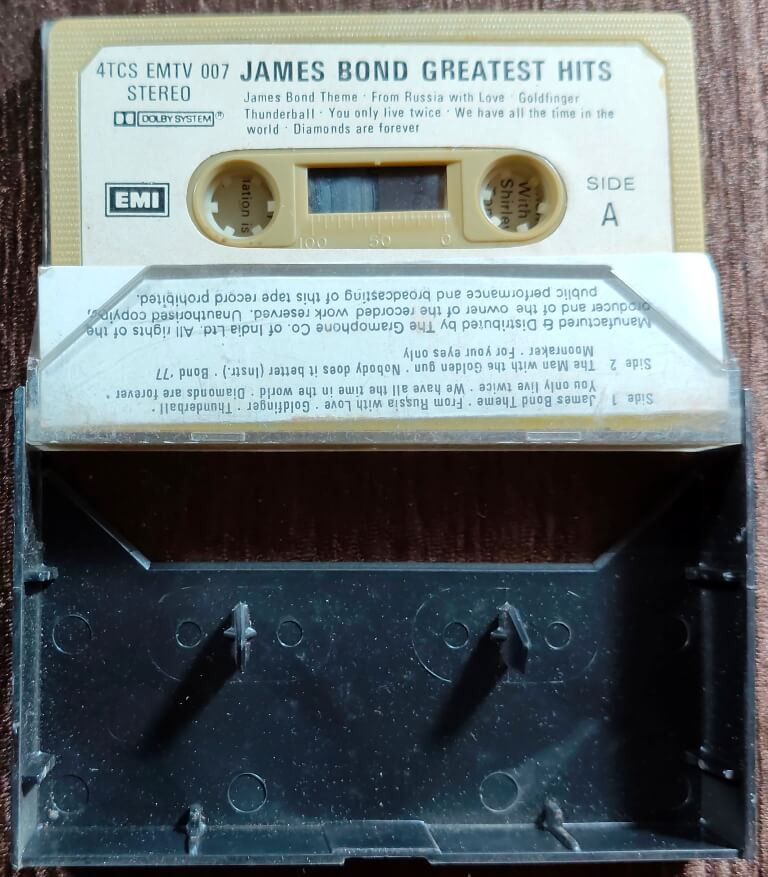 4TCS EMTV 007 JAMES BOND GREATEST HITS
STEREO
DOLBY SYSTEM®
James Bond Theme · From Russia with Love · Goldfinger
Thunderball · You only live twice · We have all the time in the
world · Diamonds are forever
EMI
SIDE
A
ation is
With
Shirley
100 50 0
Side 1 James Bond Theme · From Russia with Love · Goldfinger · Thunderball ·
You only live twice · We have all the time in the world · Diamonds are forever ·
Side 2 The Man with the Golden gun · Nobody does it better (Instr) · Bond '77
Moonraker · For your eyes only
Manufactured & Distributed by The Gramophone Co. of India Ltd. All rights of the
producer and of the owner of the recorded work reserved. Unauthorised copying,
public performance and broadcasting of this tape record prohibited.